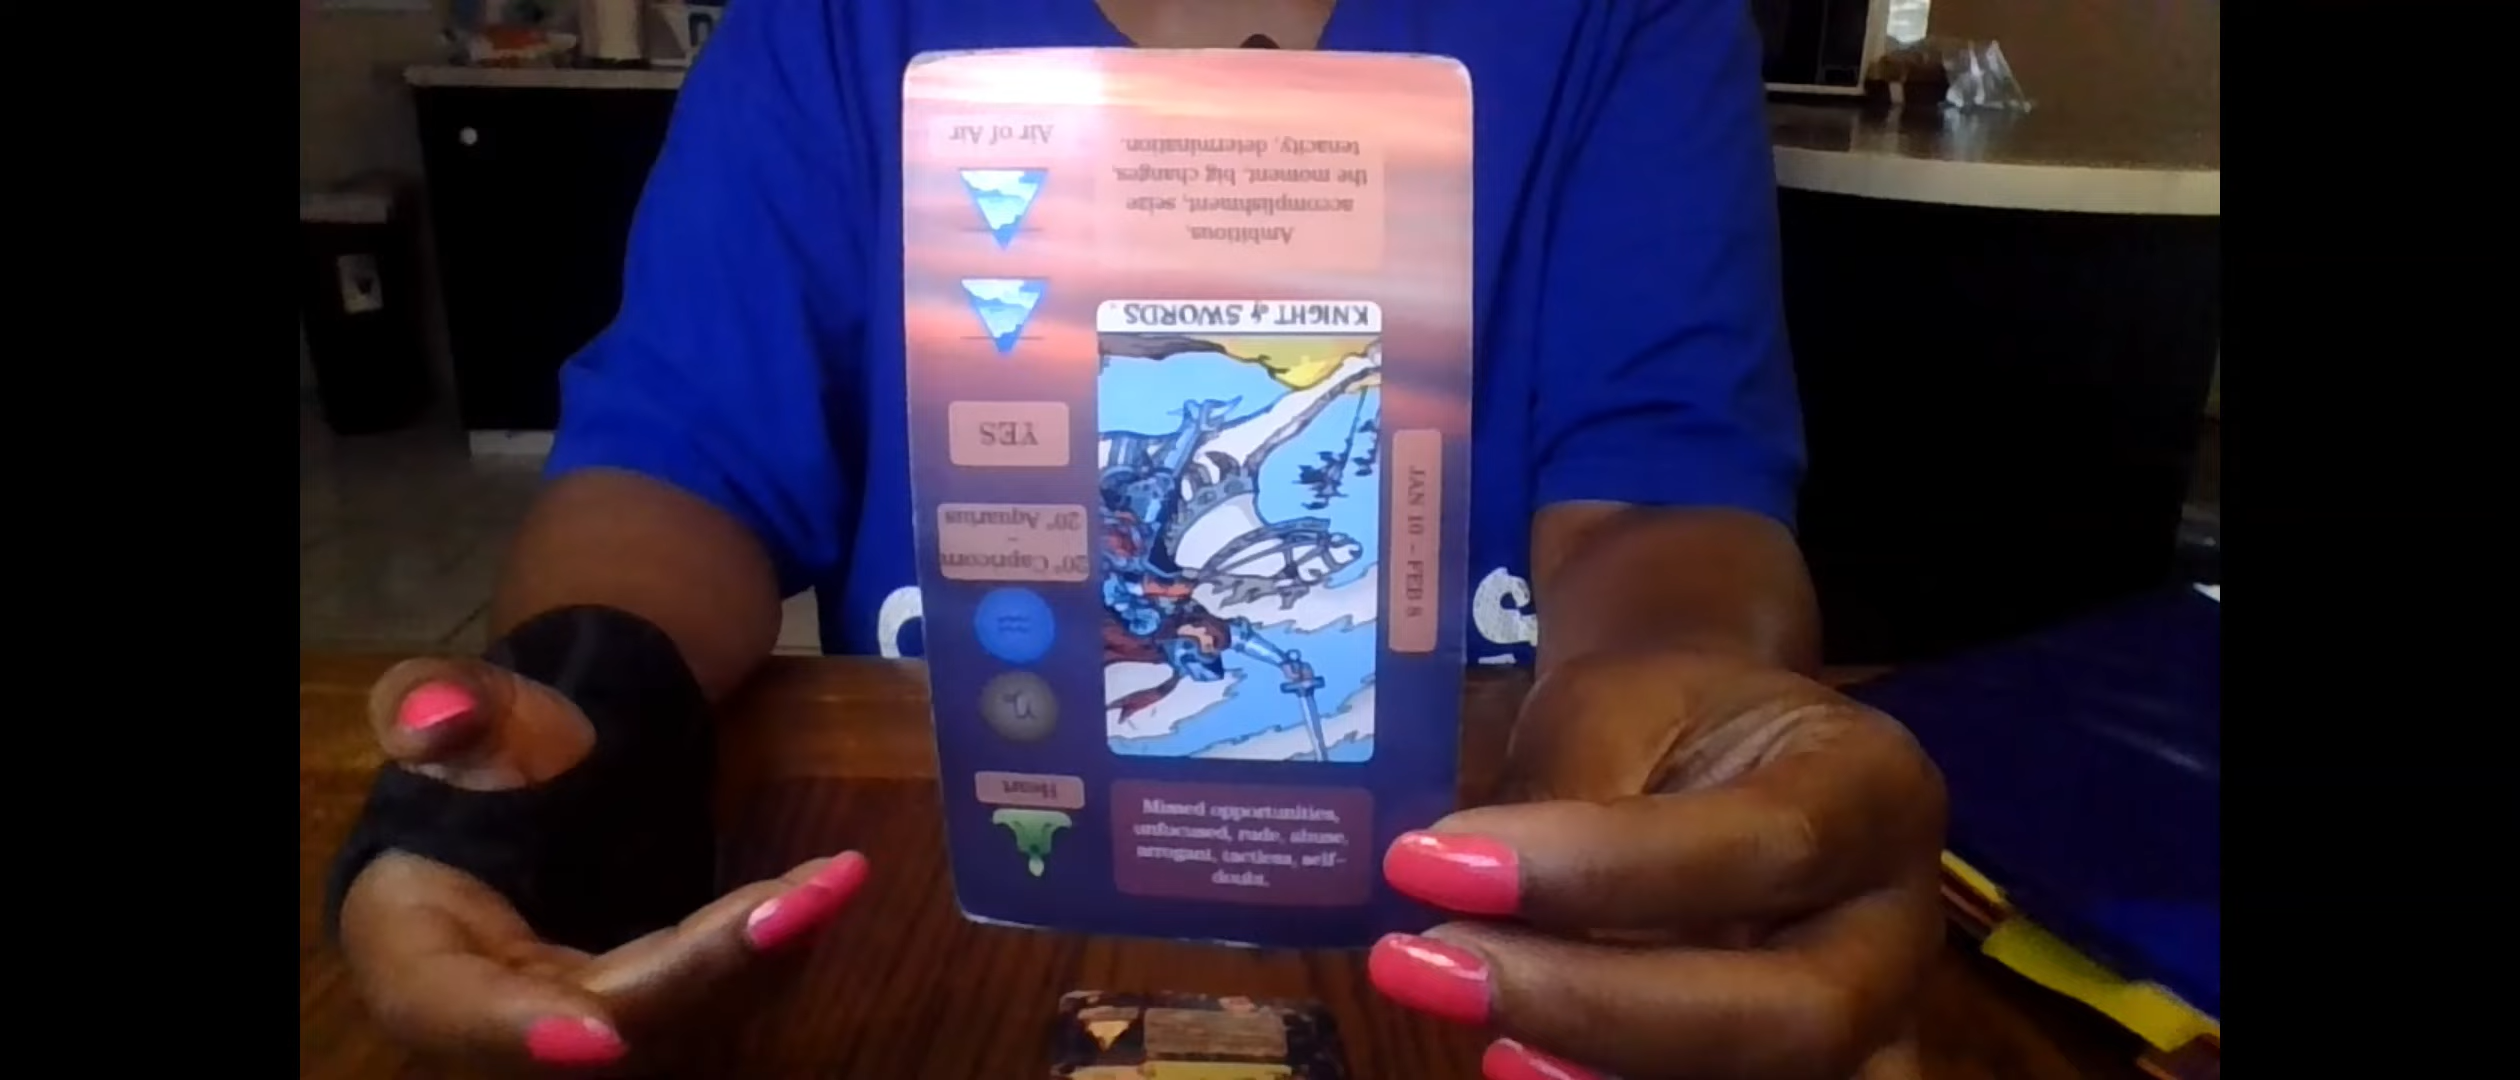 Air of Air
Ambitious,
accomplishment, seize
the moment, big changes,
tenacity, determination.
KNIGHT of SWORDS.
YES
20° Capricorn
–
20° Aquarius
JAN 10 – FEB 8
Heart
Missed opportunities,
unfocused, rude, abuse,
arrogant, tactless, self-
doubt.